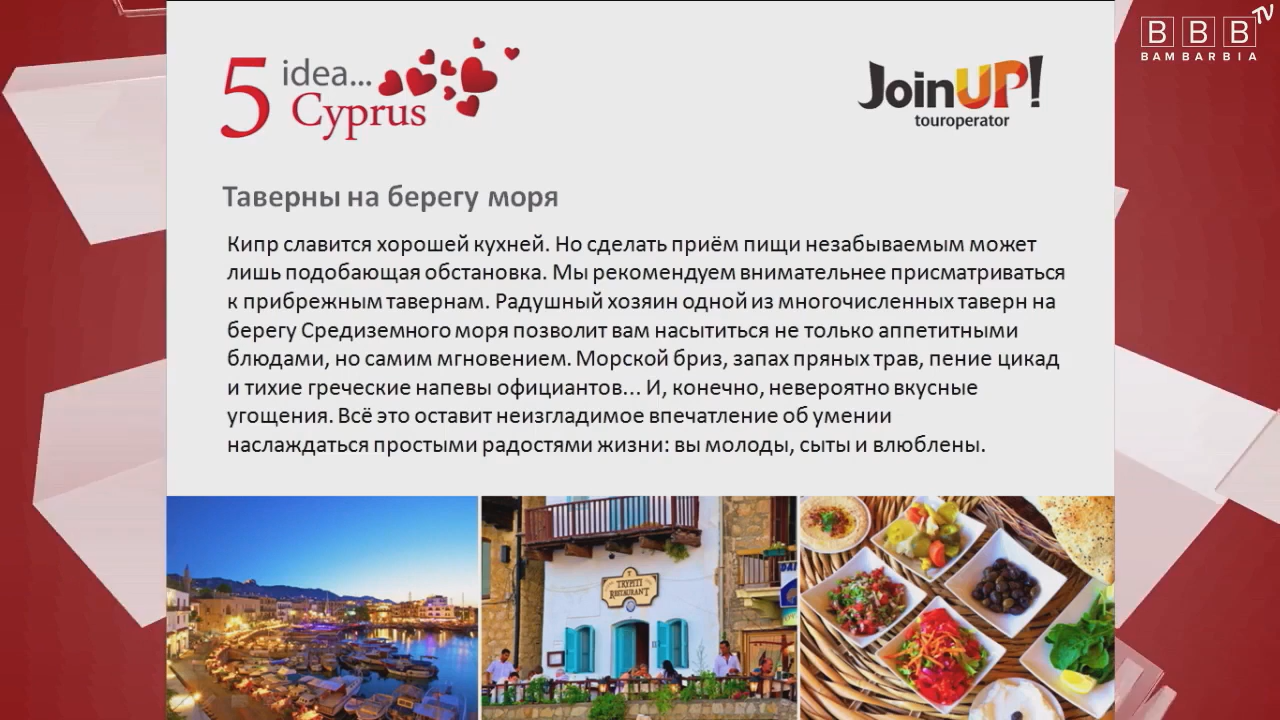 BBB TV
BAMBARBIA
5 idea...
Cyprus
JoinUP!
touroperator
Таверны на берегу моря
Кипр славится хорошей кухней. Но сделать приём пищи незабываемым может
лишь подобающая обстановка. Мы рекомендуем внимательнее присматриваться
к прибрежным тавернам. Радушный хозяин одной из многочисленных таверн на
берегу Средиземного моря позволит вам насытиться не только аппетитными
блюдами, но самим мгновением. Морской бриз, запах пряных трав, пение цикад
и тихие греческие напевы официантов... И, конечно, невероятно вкусные
угощения. Всё это оставит неизгладимое впечатление об умении
наслаждаться простыми радостями жизни: вы молоды, сыты и влюблены.
TRYPITI
RESTAURANT